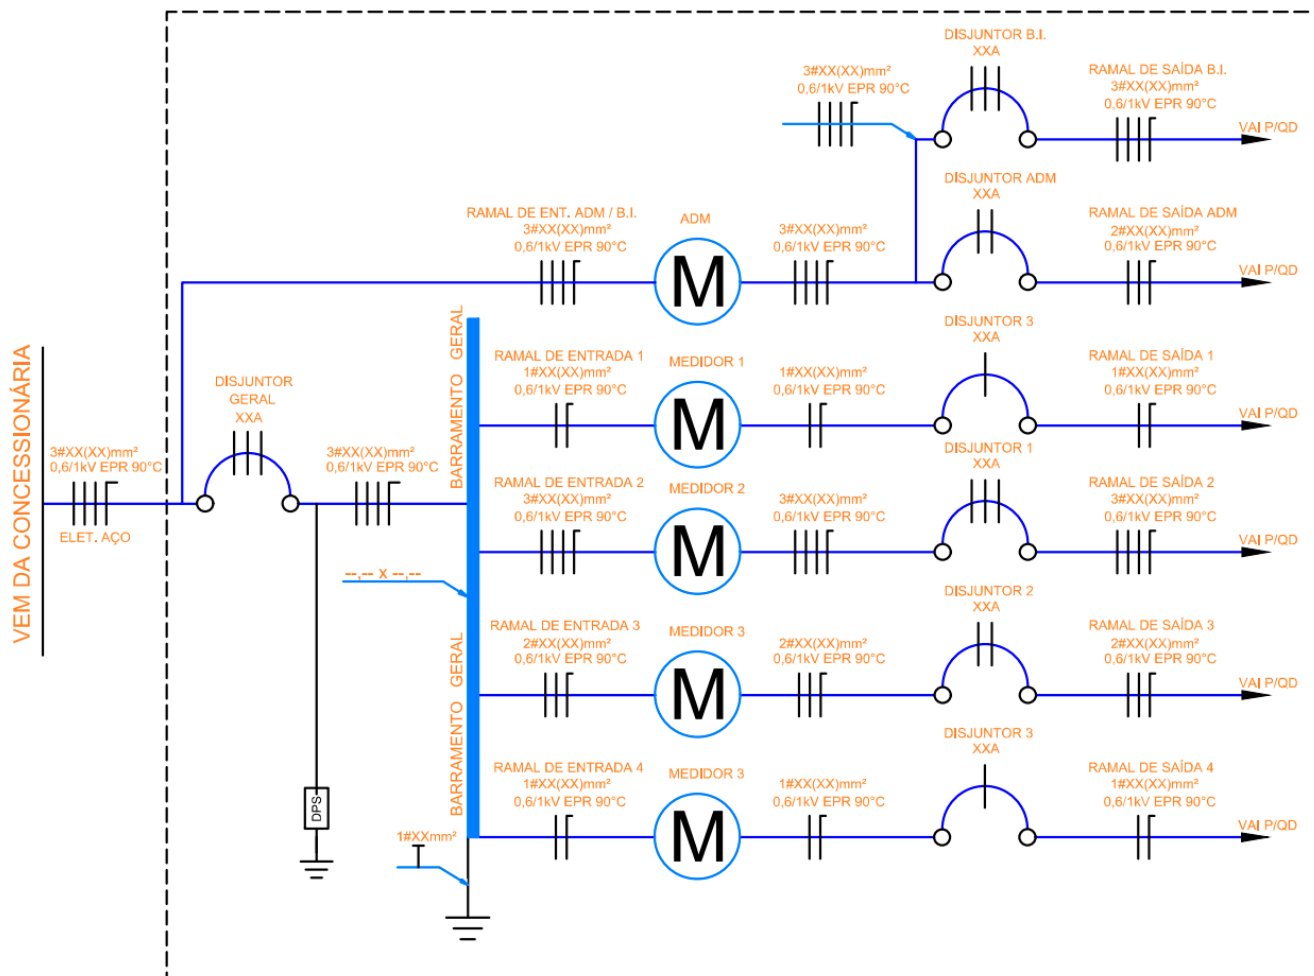 DISJUNTOR B.I.
XXA
3#XX(XX)mm²
0,6/1kV EPR 90°C
RAMAL DE SAÍDA B.I.
3#XX(XX)mm²
0,6/1kV EPR 90°C
VAI P/QD
DISJUNTOR ADM
XXA
RAMAL DE ENT. ADM / B.I.
3#XX(XX)mm²
0,6/1kV EPR 90°C
ADM
M
3#XX(XX)mm²
0,6/1kV EPR 90°C
RAMAL DE SAÍDA ADM
2#XX(XX)mm²
0,6/1kV EPR 90°C
VAI P/QD
VEM DA CONCESSIONÁRIA
3#XX(XX)mm²
0,6/1kV EPR 90°C
ELET. AÇO
DISJUNTOR
GERAL
XXA
3#XX(XX)mm²
0,6/1kV EPR 90°C
BARRAMENTO GERAL
BARRAMENTO GERAL
--,-- X --,--
DPS
1#XXmm²
RAMAL DE ENTRADA 1
1#XX(XX)mm²
0,6/1kV EPR 90°C
MEDIDOR 1
M
1#XX(XX)mm²
0,6/1kV EPR 90°C
DISJUNTOR 3
XXA
RAMAL DE SAÍDA 1
1#XX(XX)mm²
0,6/1kV EPR 90°C
VAI P/QD
RAMAL DE ENTRADA 2
3#XX(XX)mm²
0,6/1kV EPR 90°C
MEDIDOR 2
M
3#XX(XX)mm²
0,6/1kV EPR 90°C
DISJUNTOR 1
XXA
RAMAL DE SAÍDA 2
3#XX(XX)mm²
0,6/1kV EPR 90°C
VAI P/QD
RAMAL DE ENTRADA 3
2#XX(XX)mm²
0,6/1kV EPR 90°C
MEDIDOR 3
M
2#XX(XX)mm²
0,6/1kV EPR 90°C
DISJUNTOR 2
XXA
RAMAL DE SAÍDA 3
2#XX(XX)mm²
0,6/1kV EPR 90°C
VAI P/QD
RAMAL DE ENTRADA 4
1#XX(XX)mm²
0,6/1kV EPR 90°C
MEDIDOR 3
M
1#XX(XX)mm²
0,6/1kV EPR 90°C
DISJUNTOR 3
XXA
RAMAL DE SAÍDA 4
1#XX(XX)mm²
0,6/1kV EPR 90°C
VAI P/QD